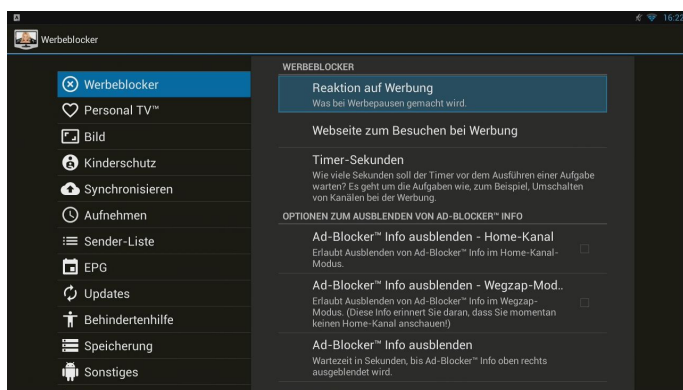 16:22
Werbeblocker
Werbeblocker
Personal TV™
Bild
Kinderschutz
Synchronisieren
Aufnehmen
Sender-Liste
EPG
Updates
Behindertenhilfe
Speicherung
Sonstiges
WERBEBLOCKER
Reaktion auf Werbung
Was bei Werbepausen gemacht wird.
Webseite zum Besuchen bei Werbung
Timer-Sekunden
Wie viele Sekunden soll der Timer vor dem Ausführen einer Aufgabe
warten? Es geht um die Aufgaben wie, zum Beispiel, Umschalten
von Kanälen bei der Werbung.
OPTIONEN ZUM AUSBLENDEN VON AD-BLOCKER™ INFO
Ad-Blocker™ Info ausblenden - Home-Kanal
Erlaubt Ausblenden von Ad-Blocker™ Info im Home-Kanal-
Modus.
Ad-Blocker™ Info ausblenden - Wegzap-Mod..
Erlaubt Ausblenden von Ad-Blocker™ Info im Wegzap-
Modus. (Diese Info erinnert Sie daran, dass Sie momentan
keinen Home-Kanal anschauen!)
Ad-Blocker™ Info ausblenden
Wartezeit in Sekunden, bis Ad-Blocker™ Info oben rechts
ausgeblendet wird.